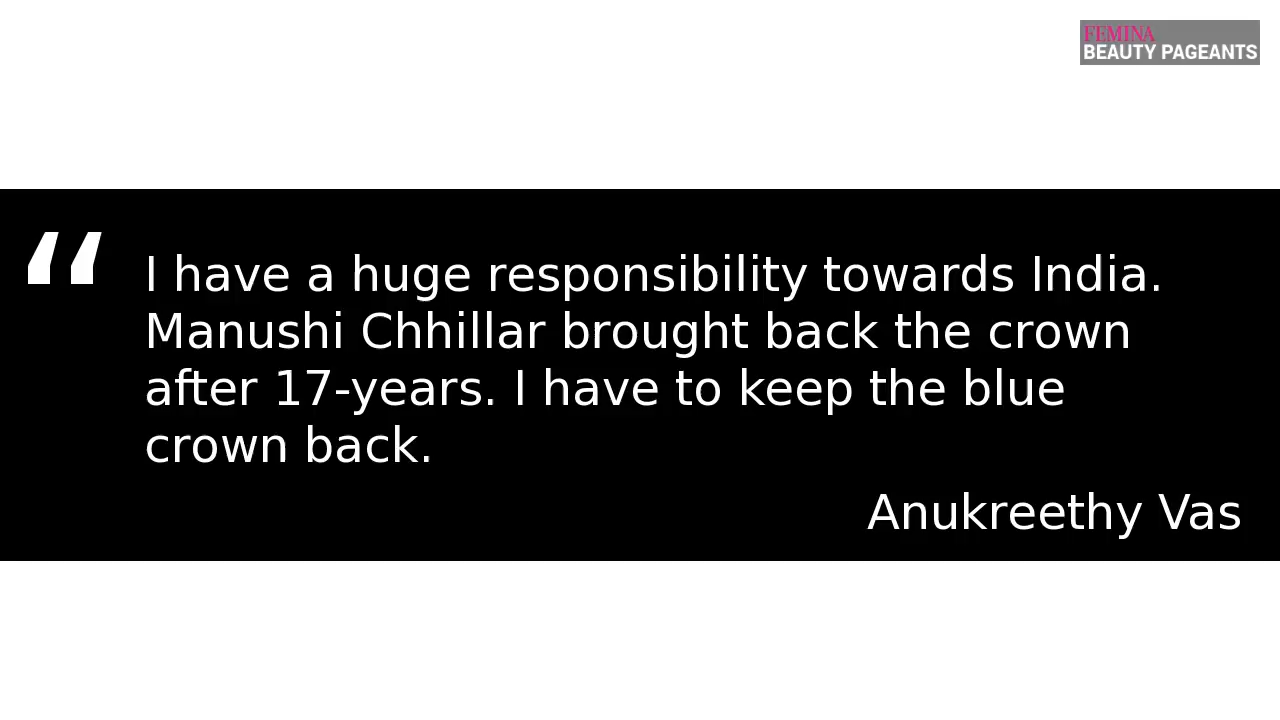 FEMINA
BEAUTY PAGEANTS
“
I have a huge responsibility towards India.
Manushi Chhillar brought back the crown
after 17-years. I have to keep the blue
crown back.
Anukreethy Vas